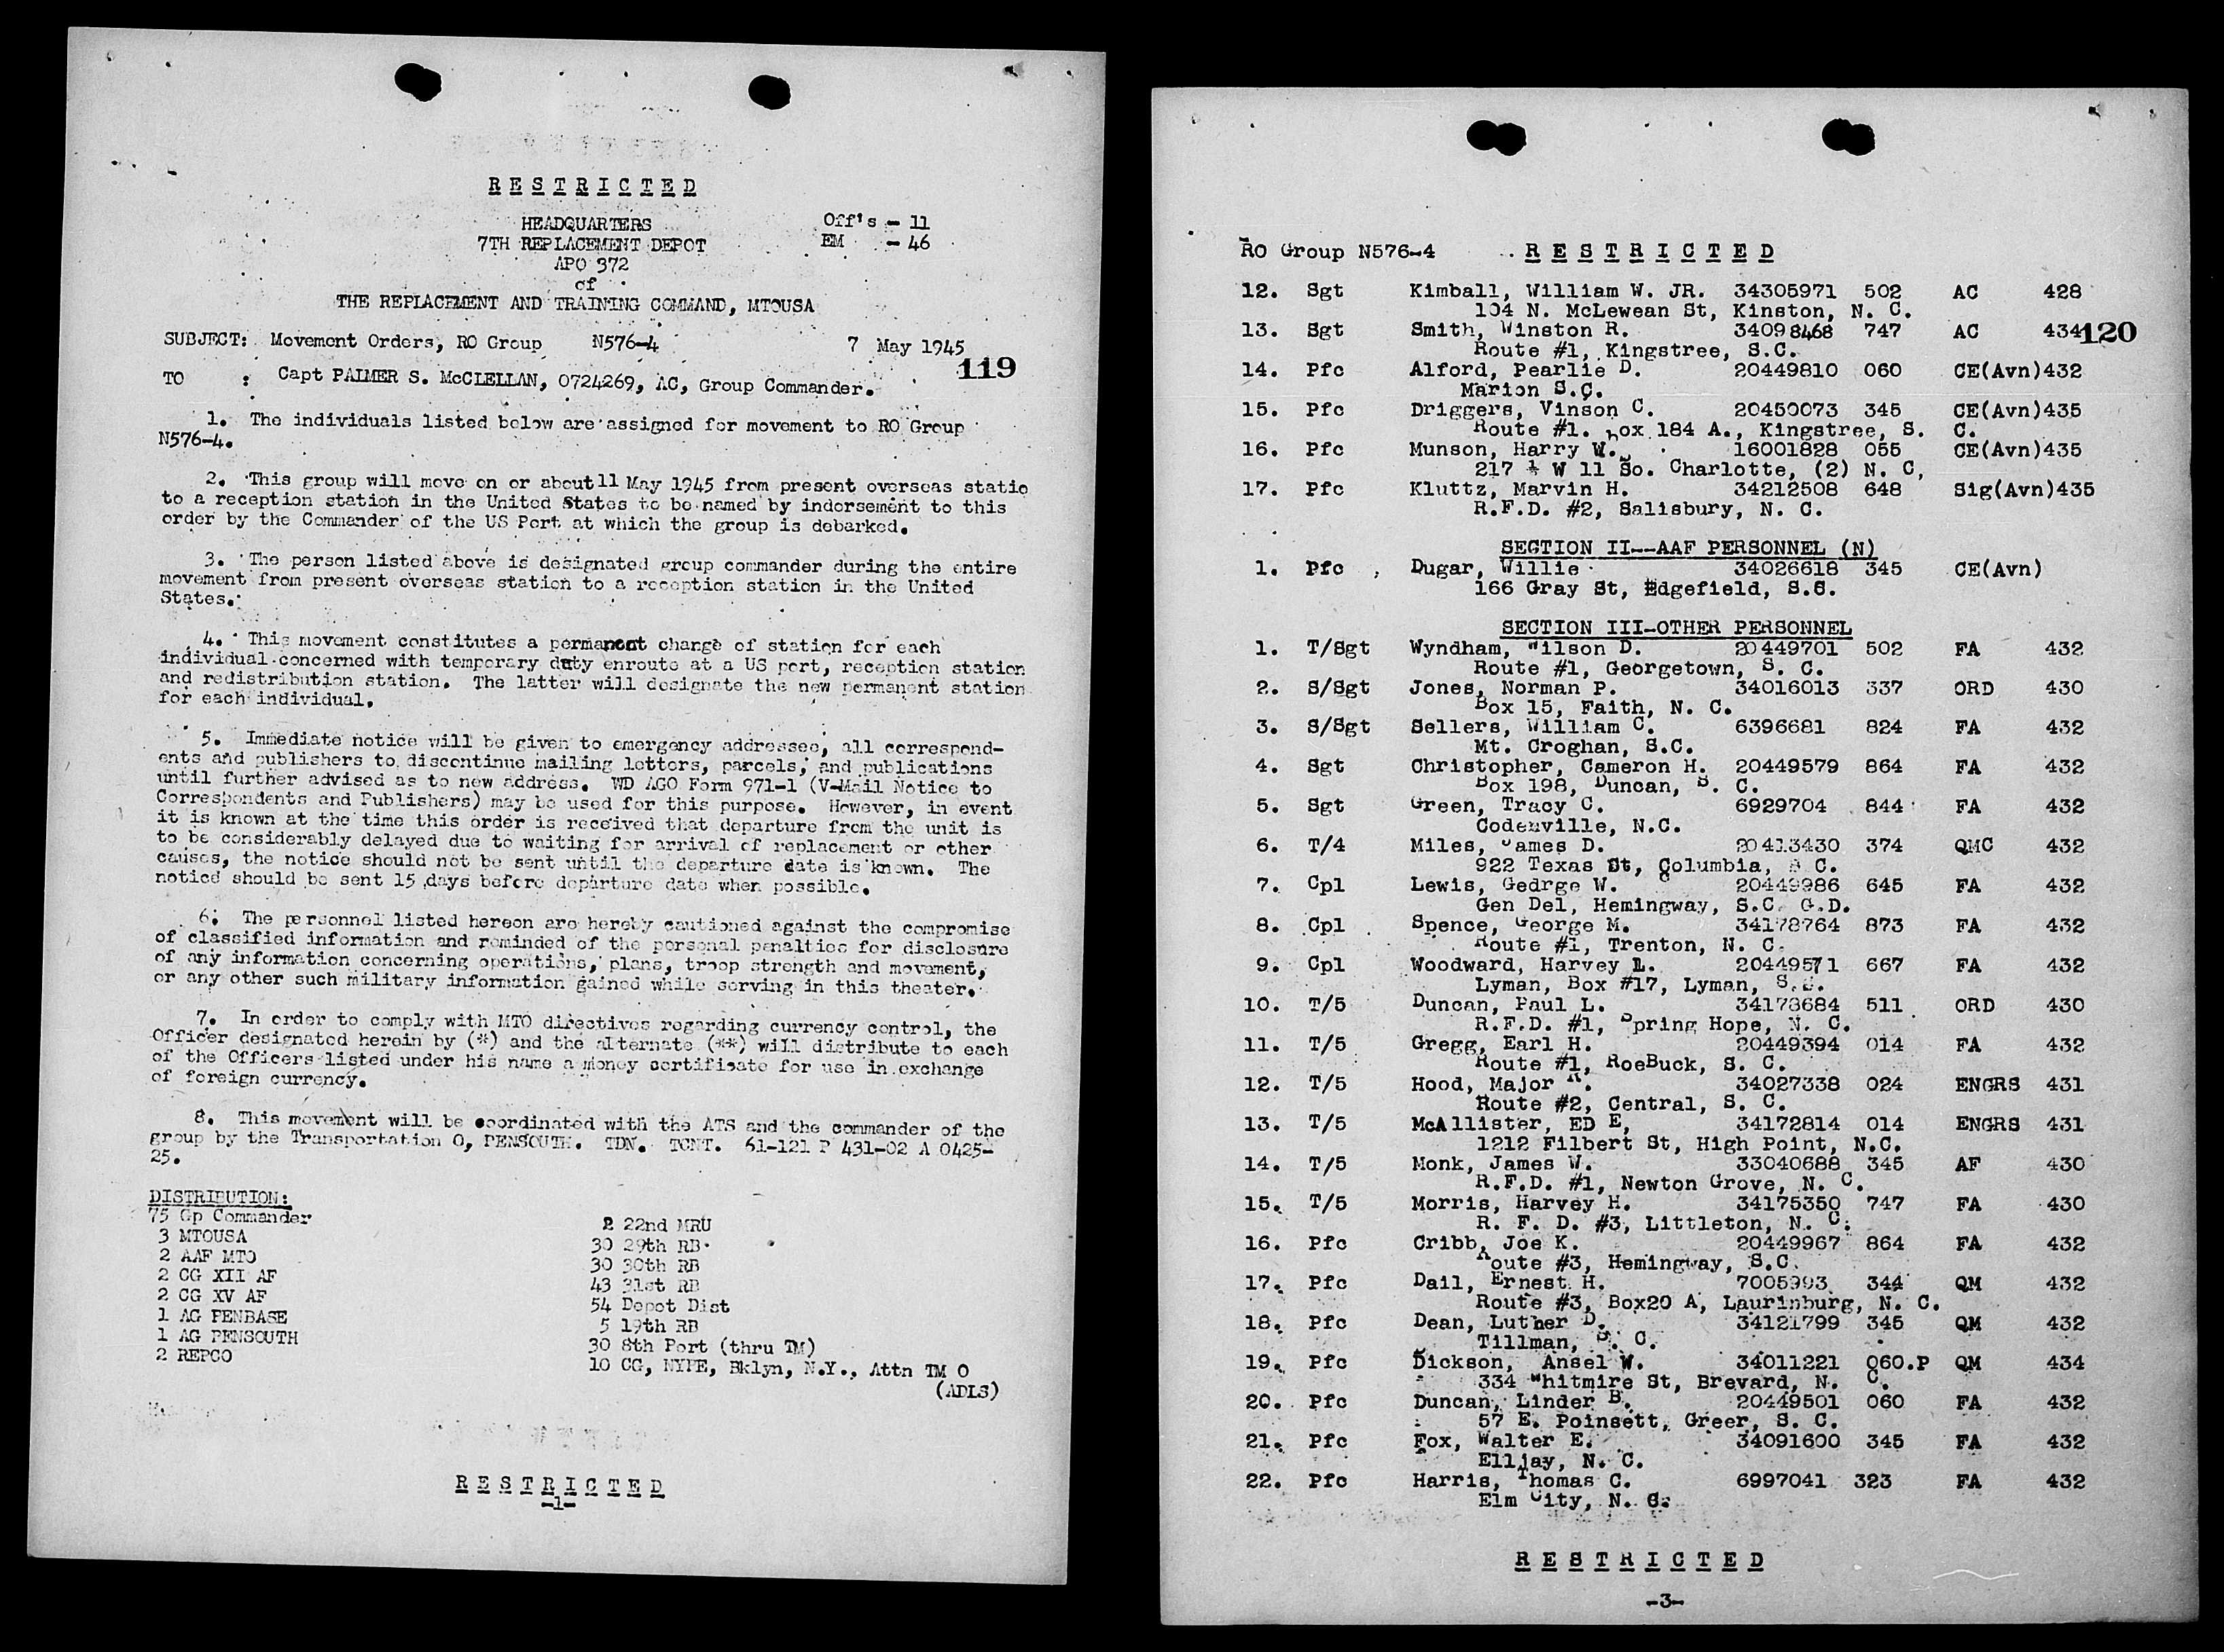 R E S T R I C T E D
HEADQUARTERS Off's - 11
7TH REPLACEMENT DEPOT EM - 46
APO 372
of
THE REPLACEMENT AND TRAINING COMMAND, MTOUSA
SUBJECT: Movement Orders, RO Group N576-4 7 May 1945
119
TO : Capt PALMER S. McCLELLAN, 0724269, AC, Group Commander.
1. The individuals listed below are assigned for movement to RO Group
N576-4.
2. This group will move on or about 11 May 1945 from present overseas statio
to a reception station in the United States to be named by indorsement to this
order by the Commander of the US Port at which the group is debarked.
3. The person listed above is designated group commander during the entire
movement from present overseas station to a reception station in the United
States.
4. This movement constitutes a permanent change of station for each
individual concerned with temporary duty enroute at a US port, reception station
and redistribution station. The latter will designate the new permanent station
for each individual.
5. Immediate notice will be given to emergency addressee, all correspond-
ents and publishers to discontinue mailing letters, parcels, and publications
until further advised as to new address. WD AGO Form 971-1 (V-Mail Notice to
Correspondents and Publishers) may be used for this purpose. However, in event
it is known at the time this order is received that departure from the unit is
to be considerably delayed due to waiting for arrival of replacement or other
causes, the notice should not be sent until the departure date is known. The
notice should be sent 15 days before departure date when possible.
6. The personnel listed hereon are hereby cautioned against the compromise
of classified information and reminded of the personal penalties for disclosure
of any information concerning operations, plans, troop strength and movement,
or any other such military information gained while serving in this theater.
7. In order to comply with MTO directives regarding currency control, the
Officer designated herein by (*) and the alternate (**) will distribute to each
of the Officers listed under his name a money certificate for use in exchange
of foreign currency.
8. This movement will be coordinated with the ATS and the commander of the
group by the Transportation O, PENSOUTH. TDN. TCNT. 61-121 P 431-02 A 0425-
25.
DISTRIBUTION:
75 Gp Commander
3 MTOUSA
2 AAF MTO
2 CG XII AF
2 CG XV AF
1 AG PENBASE
1 AG PENSOUTH
2 REPCO
2 22nd MRU
30 29th RB
30 30th RB
43 31st RB
54 Depot Dist
5 19th RB
30 8th Port (thru TM)
10 CG, NYPE, Bklyn, N.Y., Attn TM O
(ADLS)
R E S T R I C T E D
-1-
RO Group N576-4 R E S T R I C T E D
12. Sgt Kimball, William W. JR. 34305971 502 AC 428
104 N. McLewean St, Kinston, N. C.
13. Sgt Smith, Winston R. 34098468 747 AC 434
120
Route #1, Kingstree, S.C.
14. Pfc Alford, Pearlie D. 20449810 060 CE(Avn)432
Marion S.C.
15. Pfc Driggers, Vinson C. 20450073 345 CE(Avn)435
Route #1. Box 184 A., Kingstree, S. C.
16. Pfc Munson, Harry W. 16001828 055 CE(Avn)435
217 ½ W 11 So. Charlotte, (2) N. C,
17. Pfc Kluttz, Marvin H. 34212508 648 Sig(Avn)435
R.F.D. #2, Salisbury, N. C.
SECTION II--AAF PERSONNEL (N)
1. Pfc , Dugar, Willie 34026618 345 CE(Avn)
166 Gray St, Edgefield, S.C.
SECTION III-OTHER PERSONNEL
1. T/Sgt Wyndham, Wilson D. 20449701 502 FA 432
Route #1, Georgetown, S. C.
2. S/Sgt Jones, Norman P. 34016013 337 ORD 430
Box 15, Faith, N. C.
3. S/Sgt Sellers, William C. 6396681 824 FA 432
Mt. Croghan, S.C.
4. Sgt Christopher, Cameron H. 20449579 864 FA 432
Box 198, Duncan, S. C.
5. Sgt Green, Tracy C. 6929704 844 FA 432
Codenville, N.C.
6. T/4 Miles, James D. 20413430 374 QMC 432
922 Texas St, Columbia, S C.
7. Cpl Lewis, Gedrge W. 20449986 645 FA 432
Gen Del, Hemingway, S.C. G.D.
8. Cpl Spence, George M. 34178764 873 FA 432
Route #1, Trenton, N. C.
9. Cpl Woodward, Harvey L. 20449571 667 FA 432
Lyman, Box #17, Lyman, S.C.
10. T/5 Duncan, Paul L. 34178684 511 ORD 430
R.F.D. #1, Spring Hope, N. C.
11. T/5 Gregg, Earl H. 20449394 014 FA 432
Route #1, RoeBuck, S. C.
12. T/5 Hood, Major R. 34027338 024 ENGRS 431
Route #2, Central, S. C.
13. T/5 McAllister, ED E, 34172814 014 ENGRS 431
1212 Filbert St, High Point, N.C.
14. T/5 Monk, James W. 33040688 345 AF 430
R.F.D. #1, Newton Grove, N. C.
15. T/5 Morris, Harvey H. 34175350 747 FA 430
R. F. D. #3, Littleton, N. C.
16. Pfc Cribb, Joe K. 20449967 864 FA 432
Route #3, Hemingway, S.C.
17. Pfc Dail, Ernest H. 7005993 344 QM 432
Route #3, Box20 A, Laurinburg, N. C.
18. Pfc Dean, Luther D. 34121799 345 QM 432
Tillman, S. C.
19. Pfc Dickson, Ansel W. 34011221 060.P QM 434
334 Whitmire St, Brevard, N. C.
20. Pfc Duncan, Linder B. 20449501 060 FA 432
57 E. Poinsett, Greer, S. C.
21. Pfc Fox, Walter E. 34091600 345 FA 432
Elljay, N. C.
22. Pfc Harris, Thomas C. 6997041 323 FA 432
Elm City, N. C.
R E S T R I C T E D
-3-